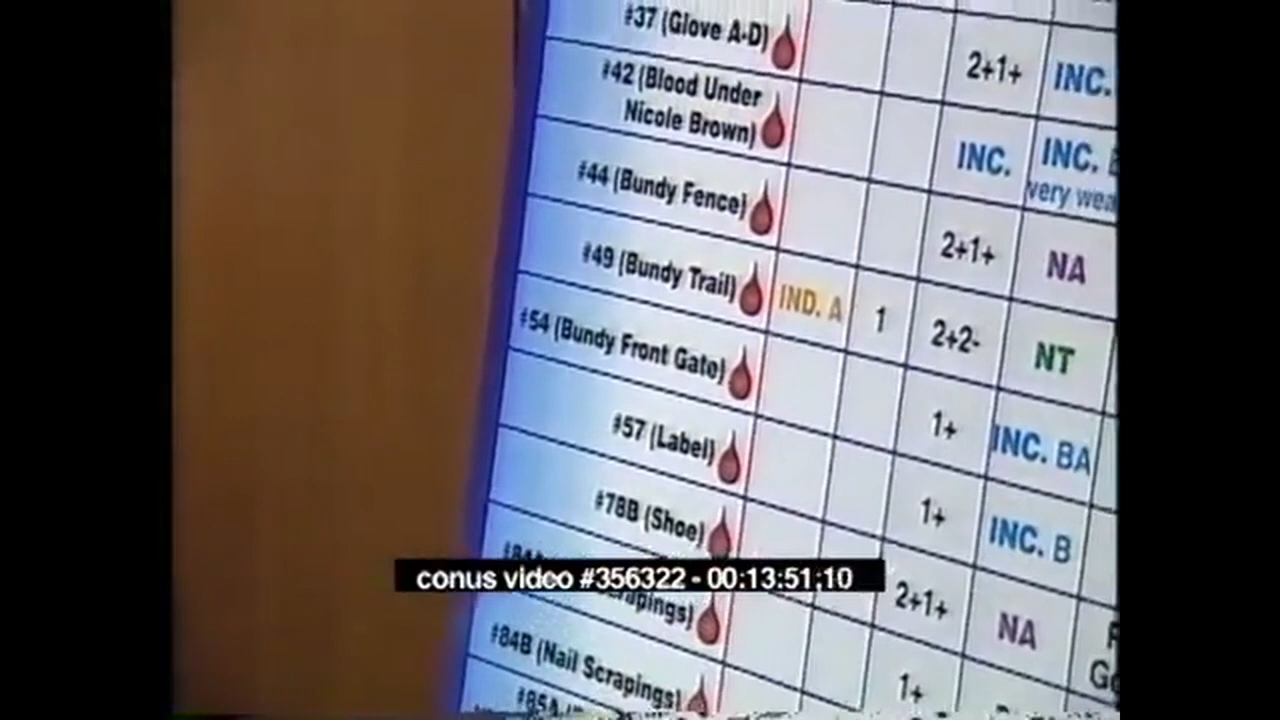 #37 (Glove A-D) 2+1+ INC.
#42 (Blood Under
Nicole Brown) INC. INC.
very
#44 (Bundy Fence) 2+1+ NA
#49 (Bundy Trail) IND. A 1 2+2- NT
#54 (Bundy Front Gate) 1+ INC. BA
#57 (Label) 1+ INC. B
#78B (Shoe) 2+1+ NA
conus video #356322 - 00:13:51:10
#84B (Nail Scrapings)
1+